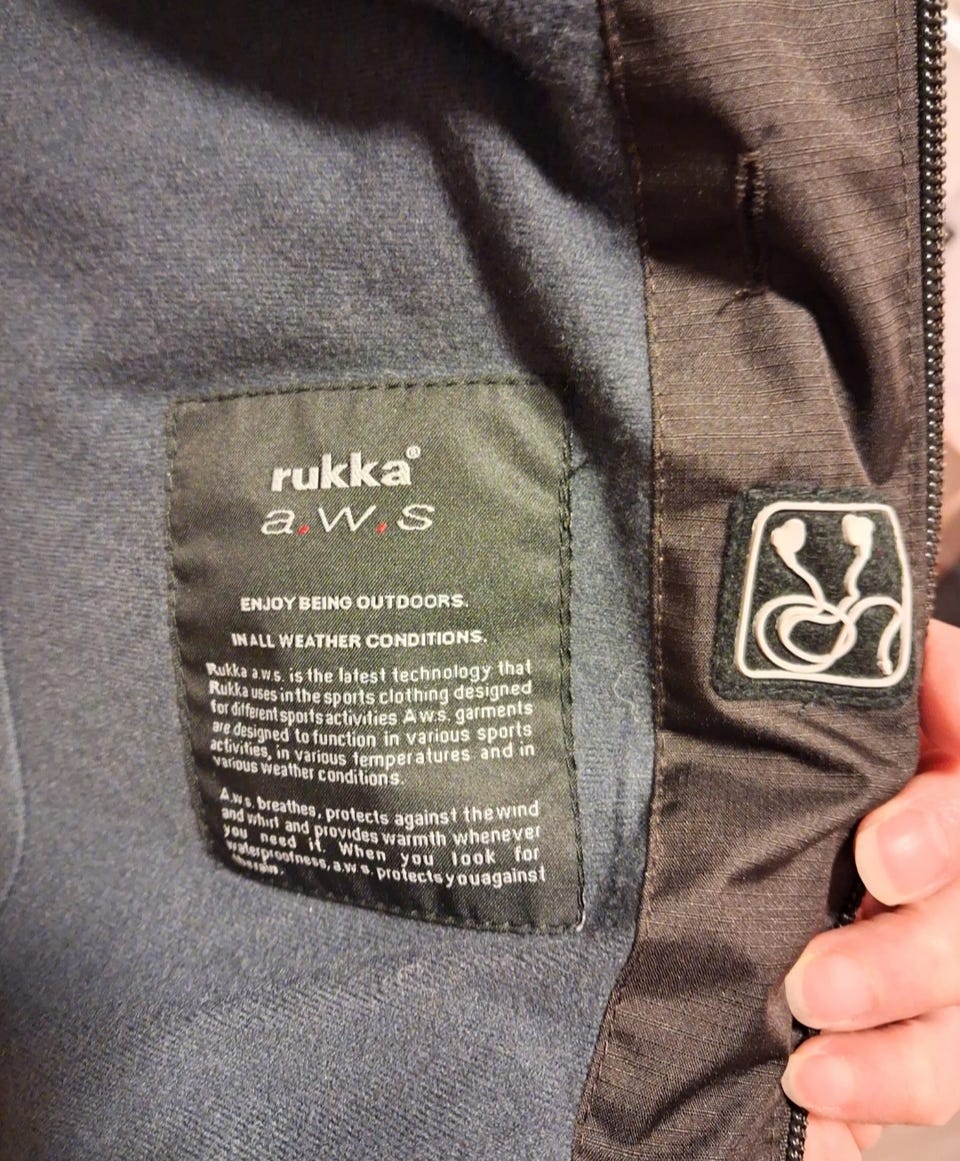 rukka®
a.w.s
ENJOY BEING OUTDOORS.
IN ALL WEATHER CONDITIONS.
Rukka a.w.s. is the latest technology that
Rukka uses in the sports clothing designed
for different sports activities A.w.s. garments
are designed to function in various sports
activities, in various temperatures and in
various weather conditions.
A.w.s. breathes, protects against the wind
and whirl and provides warmth whenever
you need it. When you look for
waterproofness, a.w.s. protects you against
the rain.